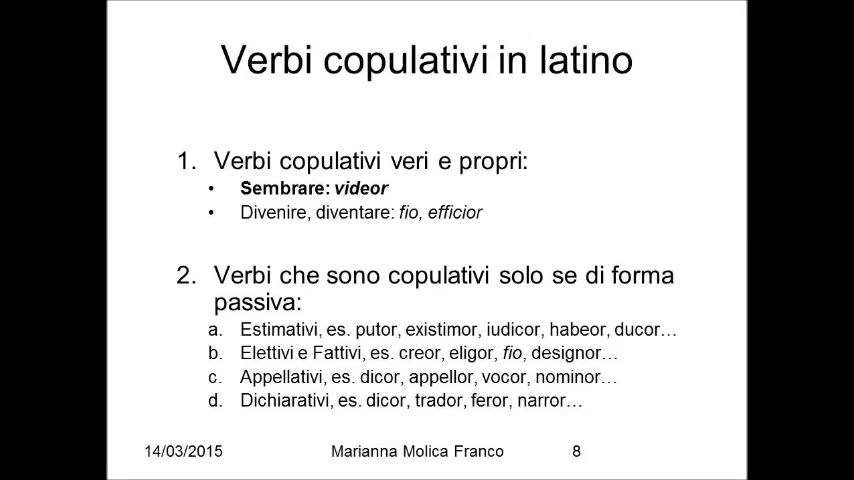 Verbi copulativi in latino
1. Verbi copulativi veri e propri:
• Sembrare: videor
• Divenire, diventare: fio, efficior
2. Verbi che sono copulativi solo se di forma
passiva:
a. Estimativi, es. putor, existimor, iudicor, habeor, ducor…
b. Elettivi e Fattivi, es. creor, eligor, fio, designor…
c. Appellativi, es. dicor, appellor, vocor, nominor…
d. Dichiarativi, es. dicor, trador, feror, narror…
14/03/2015 Marianna Molica Franco 8